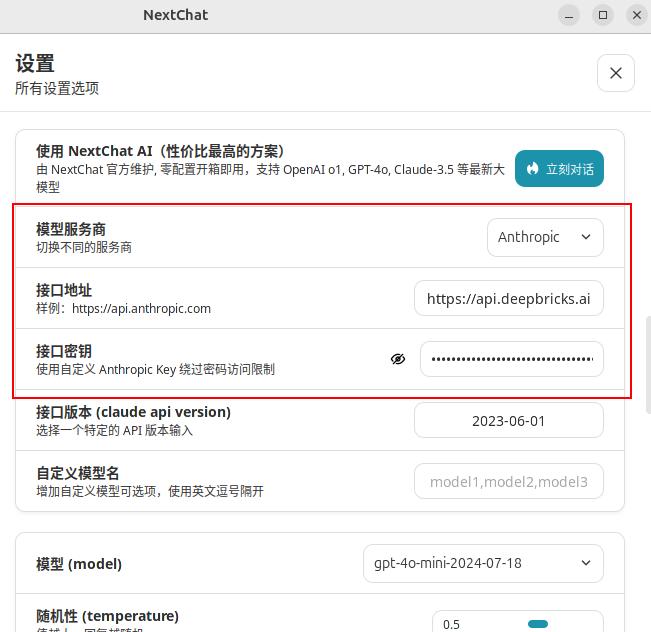 NextChat
设置
所有设置选项
使用 NextChat AI（性价比最高的方案）
由 NextChat 官方维护, 零配置开箱即用，支持 OpenAI o1, GPT-4o, Claude-3.5 等最新大
模型
立刻对话
模型服务商
切换不同的服务商
Anthropic
接口地址
样例：https://api.anthropic.com
https://api.deepbricks.ai
接口密钥
使用自定义 Anthropic Key 绕过密码访问限制
接口版本 (claude api version)
选择一个特定的 API 版本输入
2023-06-01
自定义模型名
增加自定义模型可选项，使用英文逗号隔开
model1,model2,model3
模型 (model)
gpt-4o-mini-2024-07-18
随机性 (temperature)
0.5